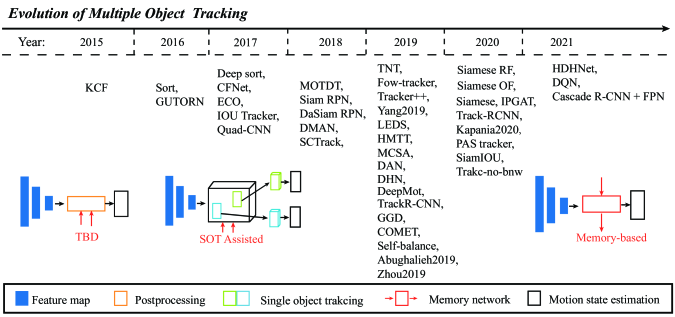 Evolution of Multiple Object Tracking
Year: 2015 2016 2017 2018 2019 2020 2021
KCF
Sort,
GUTORN
Deep sort,
CFNet,
ECO,
IOU Tracker,
Quad-CNN
MOTDT,
Siam RPN,
DaSiam RPN,
DMAN,
SCTrack,
TNT,
Fow-tracker,
Tracker++,
Yang2019,
LEDS,
HMTT,
MCSA,
DAN,
DHN,
DeepMot,
TrackR-CNN,
GGD,
COMET,
Self-balance,
Abughalieh2019,
Zhou2019
Siamese RF,
Siamese OF,
Siamese, IPGAT,
Track-RCNN,
Kapania2020,
PAS tracker,
SiamIOU,
Trakc-no-bnw
HDHNet,
DQN,
Cascade R-CNN + FPN
TBD
SOT Assisted
Memory-based
Feature map
Postprocessing
Single object trakcing
Memory network
Motion state estimation